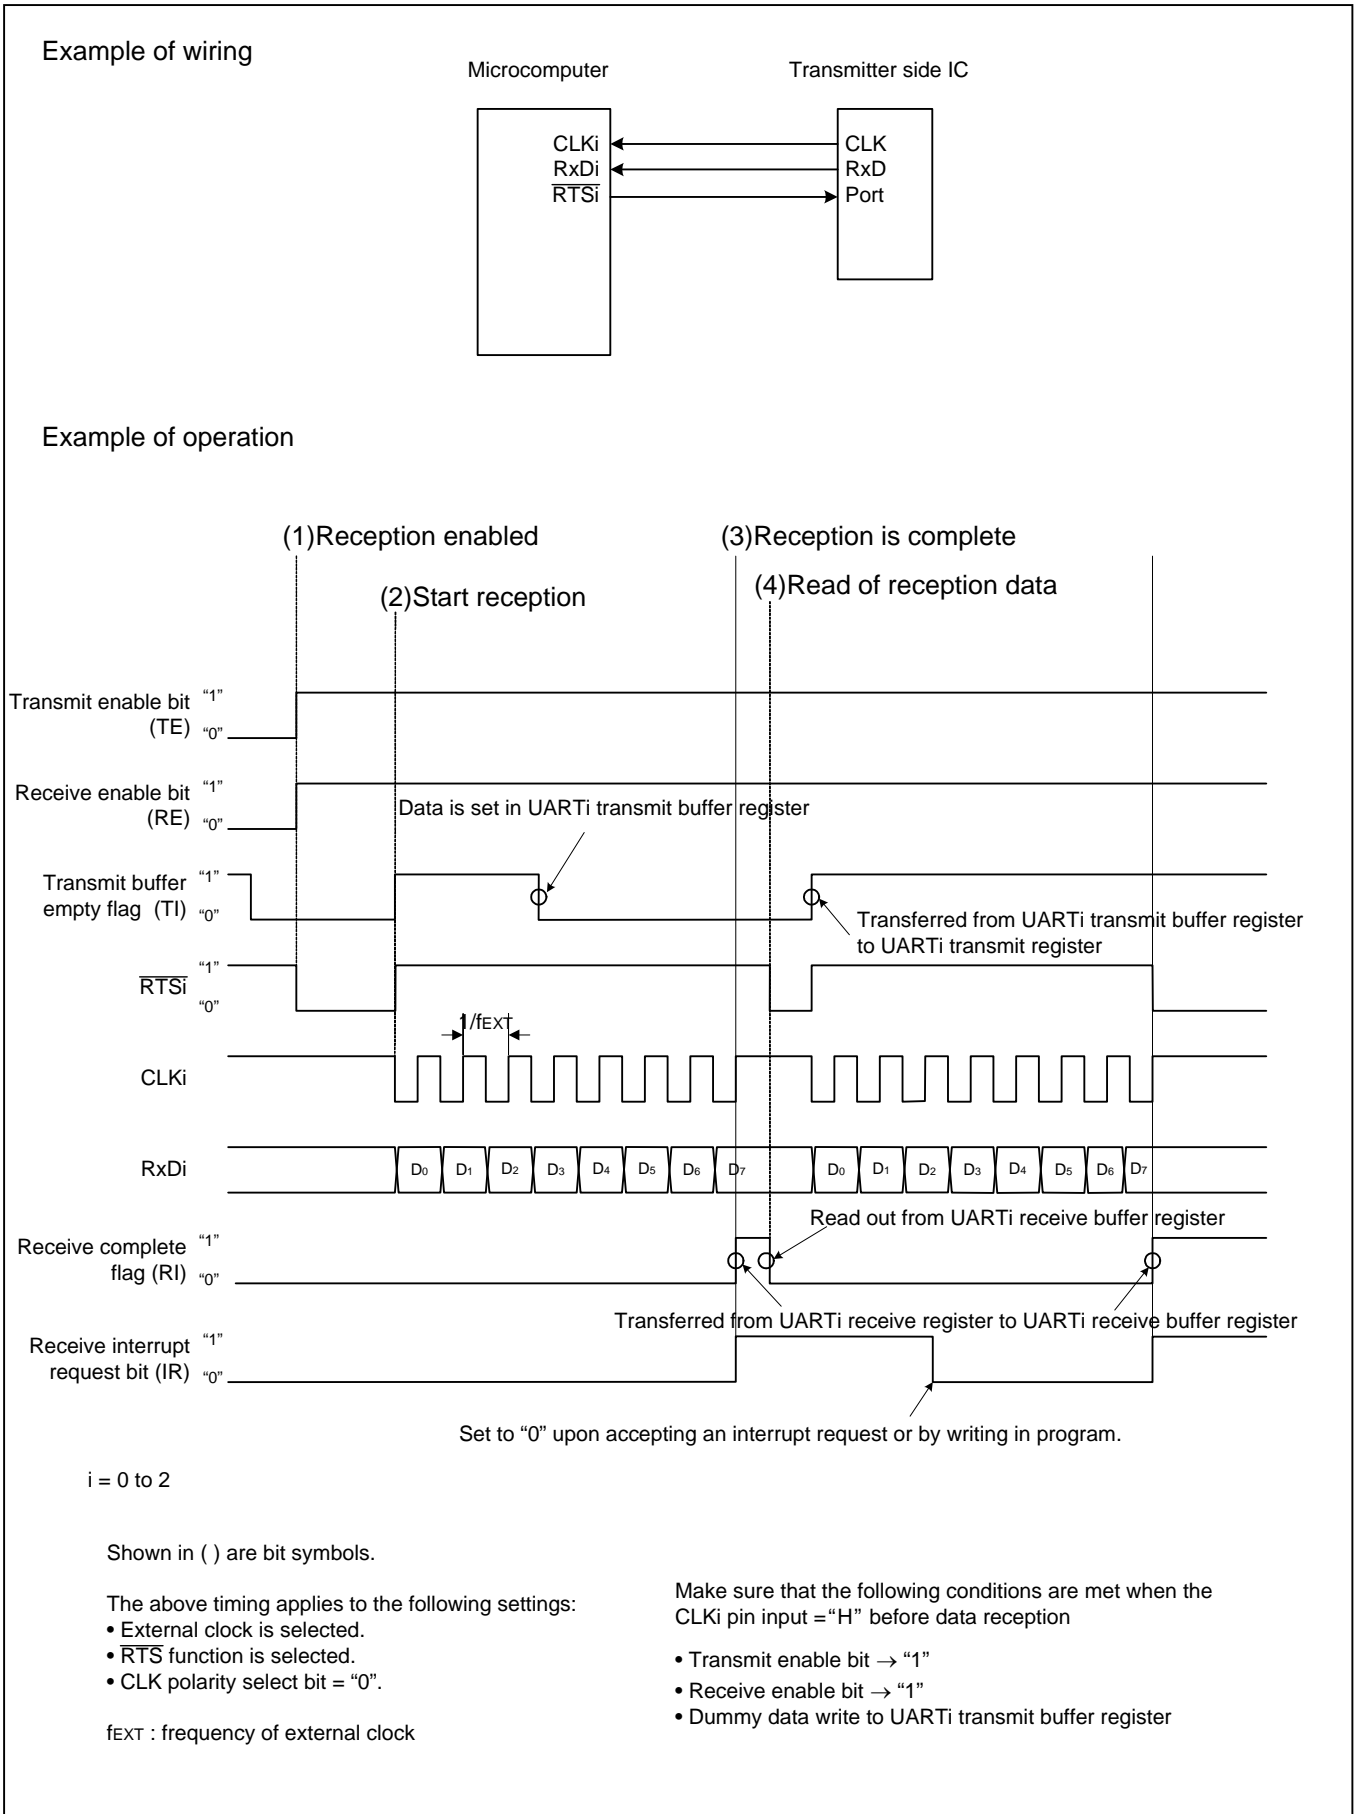 Example of wiring
Microcomputer
Transmitter side IC
CLKi
CLK
RxDi
RxD
RTSi
Port
Example of operation
(1)Reception enabled
(3)Reception is complete
(2)Start reception
(4)Read of reception data
Transmit enable bit
(TE)
“1”
“0”
Receive enable bit
(RE)
“1”
“0”
Data is set in UARTi transmit buffer register
Transmit buffer
empty flag (TI)
“1”
“0”
Transferred from UARTi transmit buffer register
to UARTi transmit register
RTSi
“1”
“0”
1/fEXT
CLKi
RxDi
D0 D1 D2 D3 D4 D5 D6 D7 D0 D1 D2 D3 D4 D5 D6 D7
Read out from UARTi receive buffer register
Receive complete
flag (RI)
“1”
“0”
Transferred from UARTi receive register to UARTi receive buffer register
Receive interrupt
request bit (IR)
“1”
“0”
Set to “0” upon accepting an interrupt request or by writing in program.
i = 0 to 2
Shown in ( ) are bit symbols.
The above timing applies to the following settings:
• External clock is selected.
• RTS function is selected.
• CLK polarity select bit = “0”.
fEXT : frequency of external clock
Make sure that the following conditions are met when the
CLKi pin input =“H” before data reception
• Transmit enable bit → “1”
• Receive enable bit → “1”
• Dummy data write to UARTi transmit buffer register